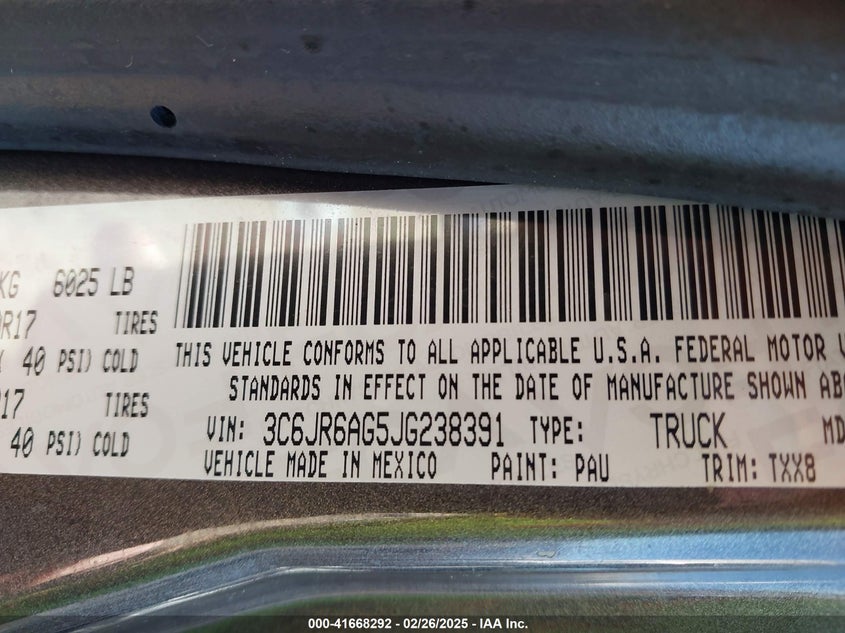 KG 6025 LB
R17 TIRES
40 PSI) COLD
17 TIRES
40 PSI) COLD
THIS VEHICLE CONFORMS TO ALL APPLICABLE U.S.A. FEDERAL MOTOR
STANDARDS IN EFFECT ON THE DATE OF MANUFACTURE SHOWN
VIN: 3C6JR6AG5JG238391 TYPE: TRUCK MD
VEHICLE MADE IN MEXICO PAINT: PAU TRIM: TXX8
000-41668292 - 02/26/2025 - IAA Inc.